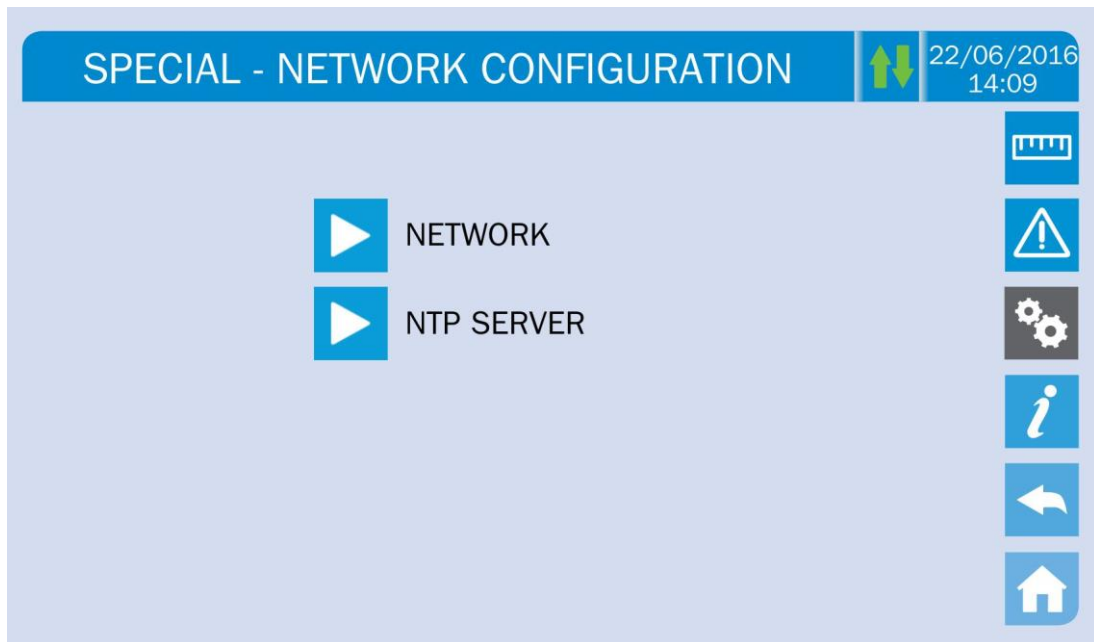 SPECIAL - NETWORK CONFIGURATION
22/06/2016
14:09
NETWORK
NTP SERVER